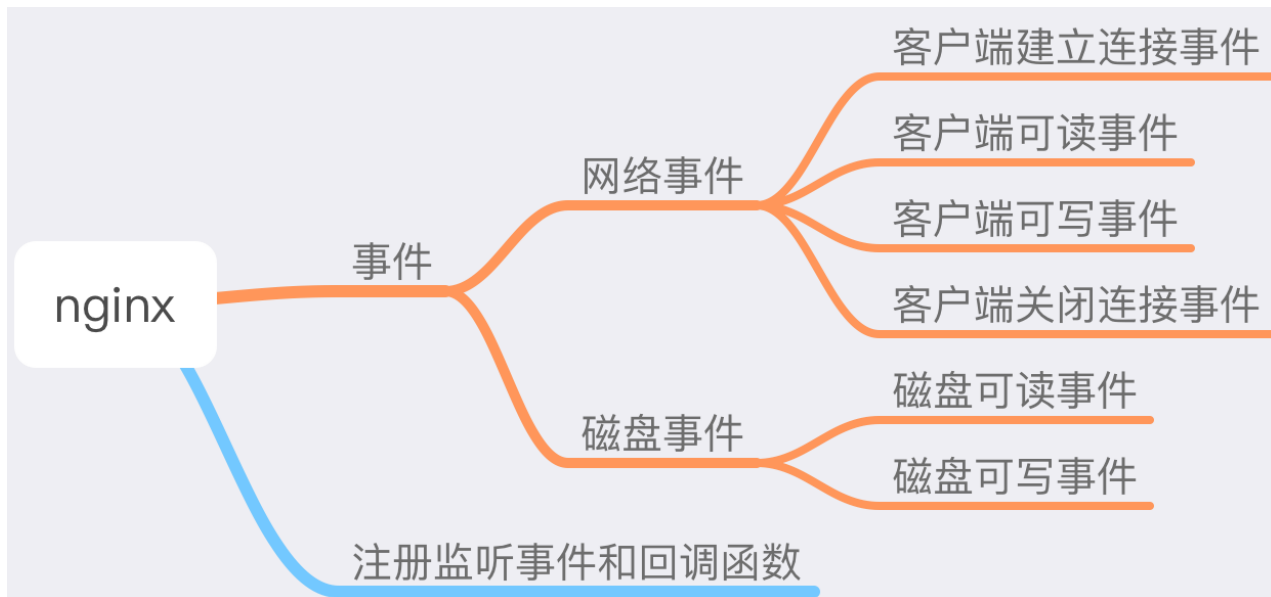 nginx
事件
网络事件
客户端建立连接事件
客户端可读事件
客户端可写事件
客户端关闭连接事件
磁盘事件
磁盘可读事件
磁盘可写事件
注册监听事件和回调函数